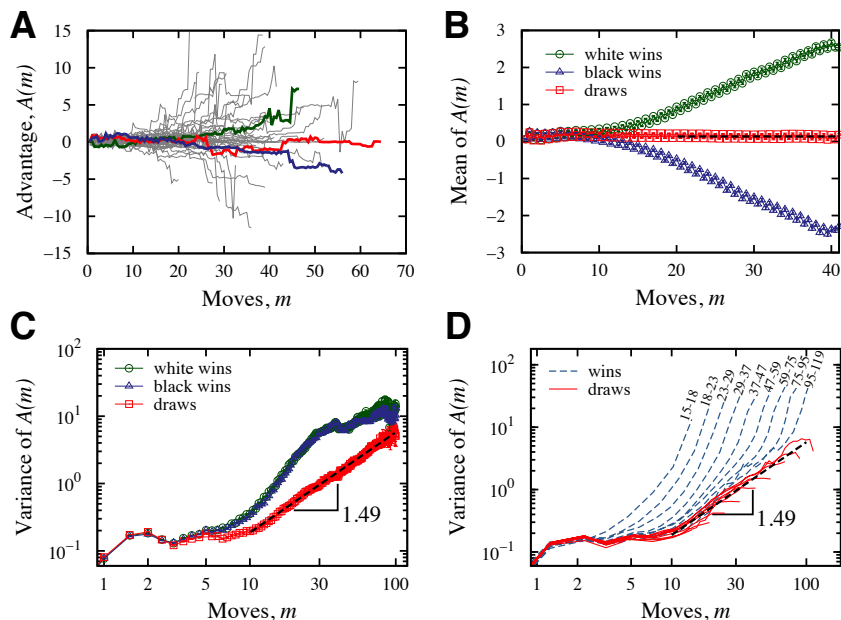 A
Advantage, A(m)
15
10
5
0
−5
−10
−15
0 10 20 30 40 50 60 70
Moves, m
B
Mean of A(m)
3
2
1
0
−1
−2
−3
white wins
black wins
draws
0 10 20 30 40
Moves, m
C
Variance of A(m)
10^2
10^1
10^0
10^−1
white wins
black wins
draws
1.49
1 2 5 10 30 100
Moves, m
D
Variance of A(m)
10^2
10^1
10^0
10^−1
wins
draws
15-18
18-23
23-29
29-37
37-47
47-59
59-75
75-95
95-119
1.49
1 2 5 10 30 100
Moves, m